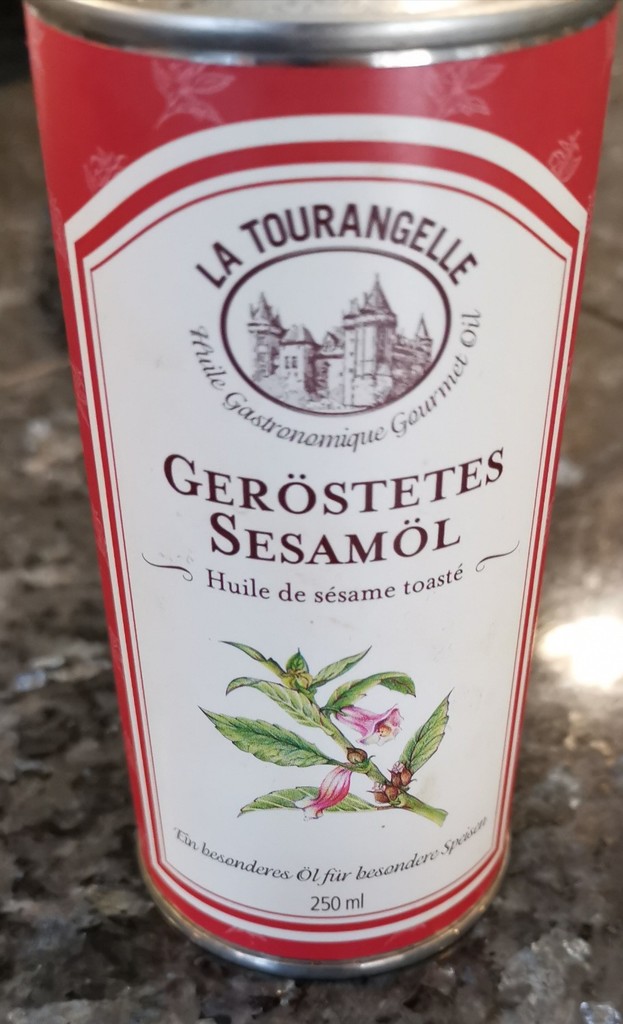 LA TOURANGELLE
Huile Gastronomique Gourmet Oil
GERÖSTETES
SESAMÖL
Huile de sésame toasté
Ein besonderes Öl für besondere Speisen
250 ml